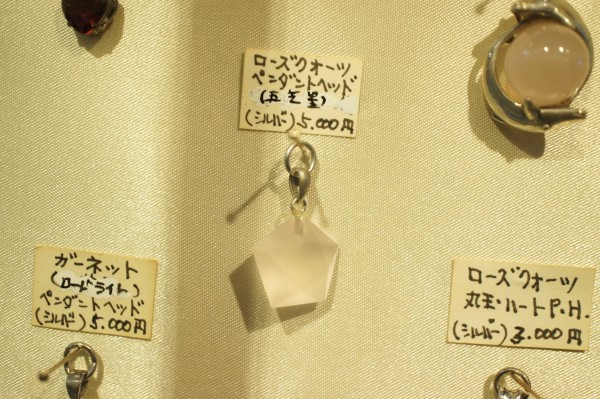 ローズクォーツ
ペンダントヘッド
(五芒星)
(シルバー) 5.000円
ガーネット
(ロードライト)
ペンダントヘッド
(シルバー) 5.000円
ローズクォーツ
丸玉・ハートP.H.
(シルバー) 3.000円